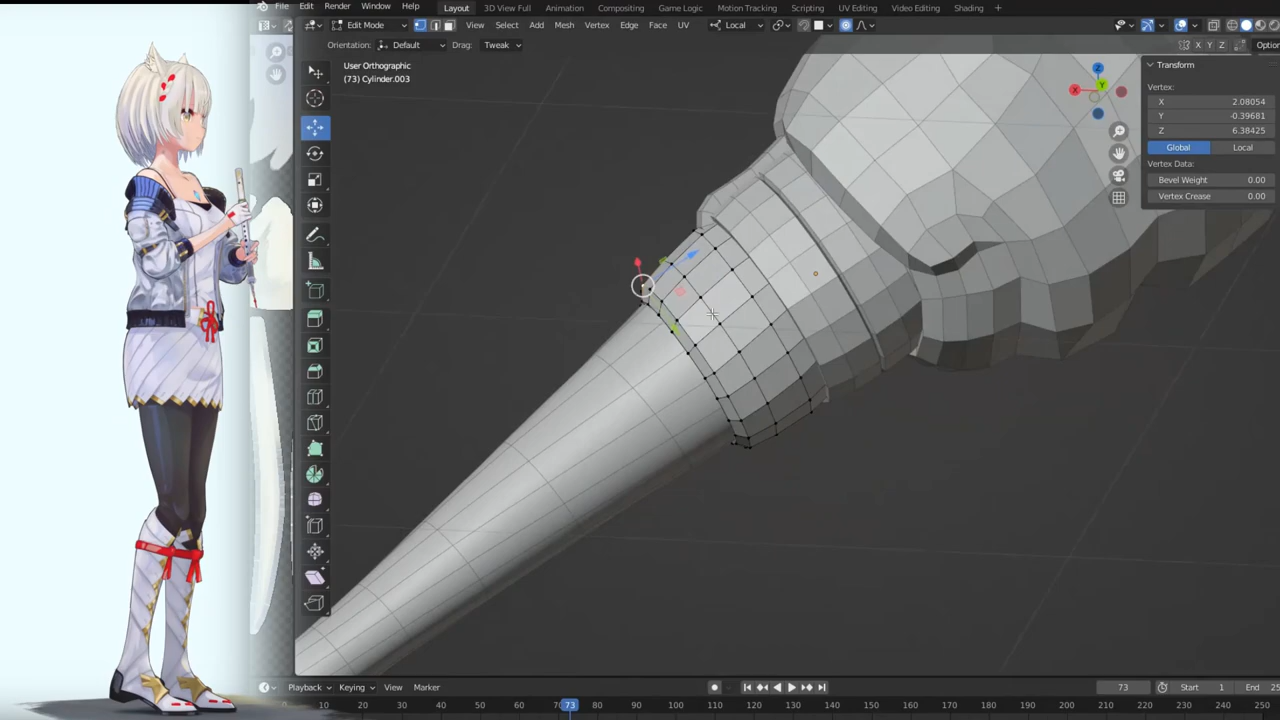 File Edit Render Window Help Layout 3D View Full Animation Compositing Game Logic Motion Tracking Scripting UV Editing Video Editing Shading +
Edit Mode View Select Add Mesh Vertex Edge Face UV Local
Orientation: Default Drag: Tweak X Y Z Optior
User Orthographic
(73) Cylinder.003
Z
Y
X
Transform
Vertex:
X 2.08054
Y -0.39681
Z 6.38425
Global Local
Vertex Data:
Bevel Weight 0.00
Vertex Crease 0.00
Playback Keying View Marker 73 Start 1 End 25
10 20 30 40 50 60 73 80 90 100 110 120 130 140 150 160 170 180 190 200 210 220 230 240 250